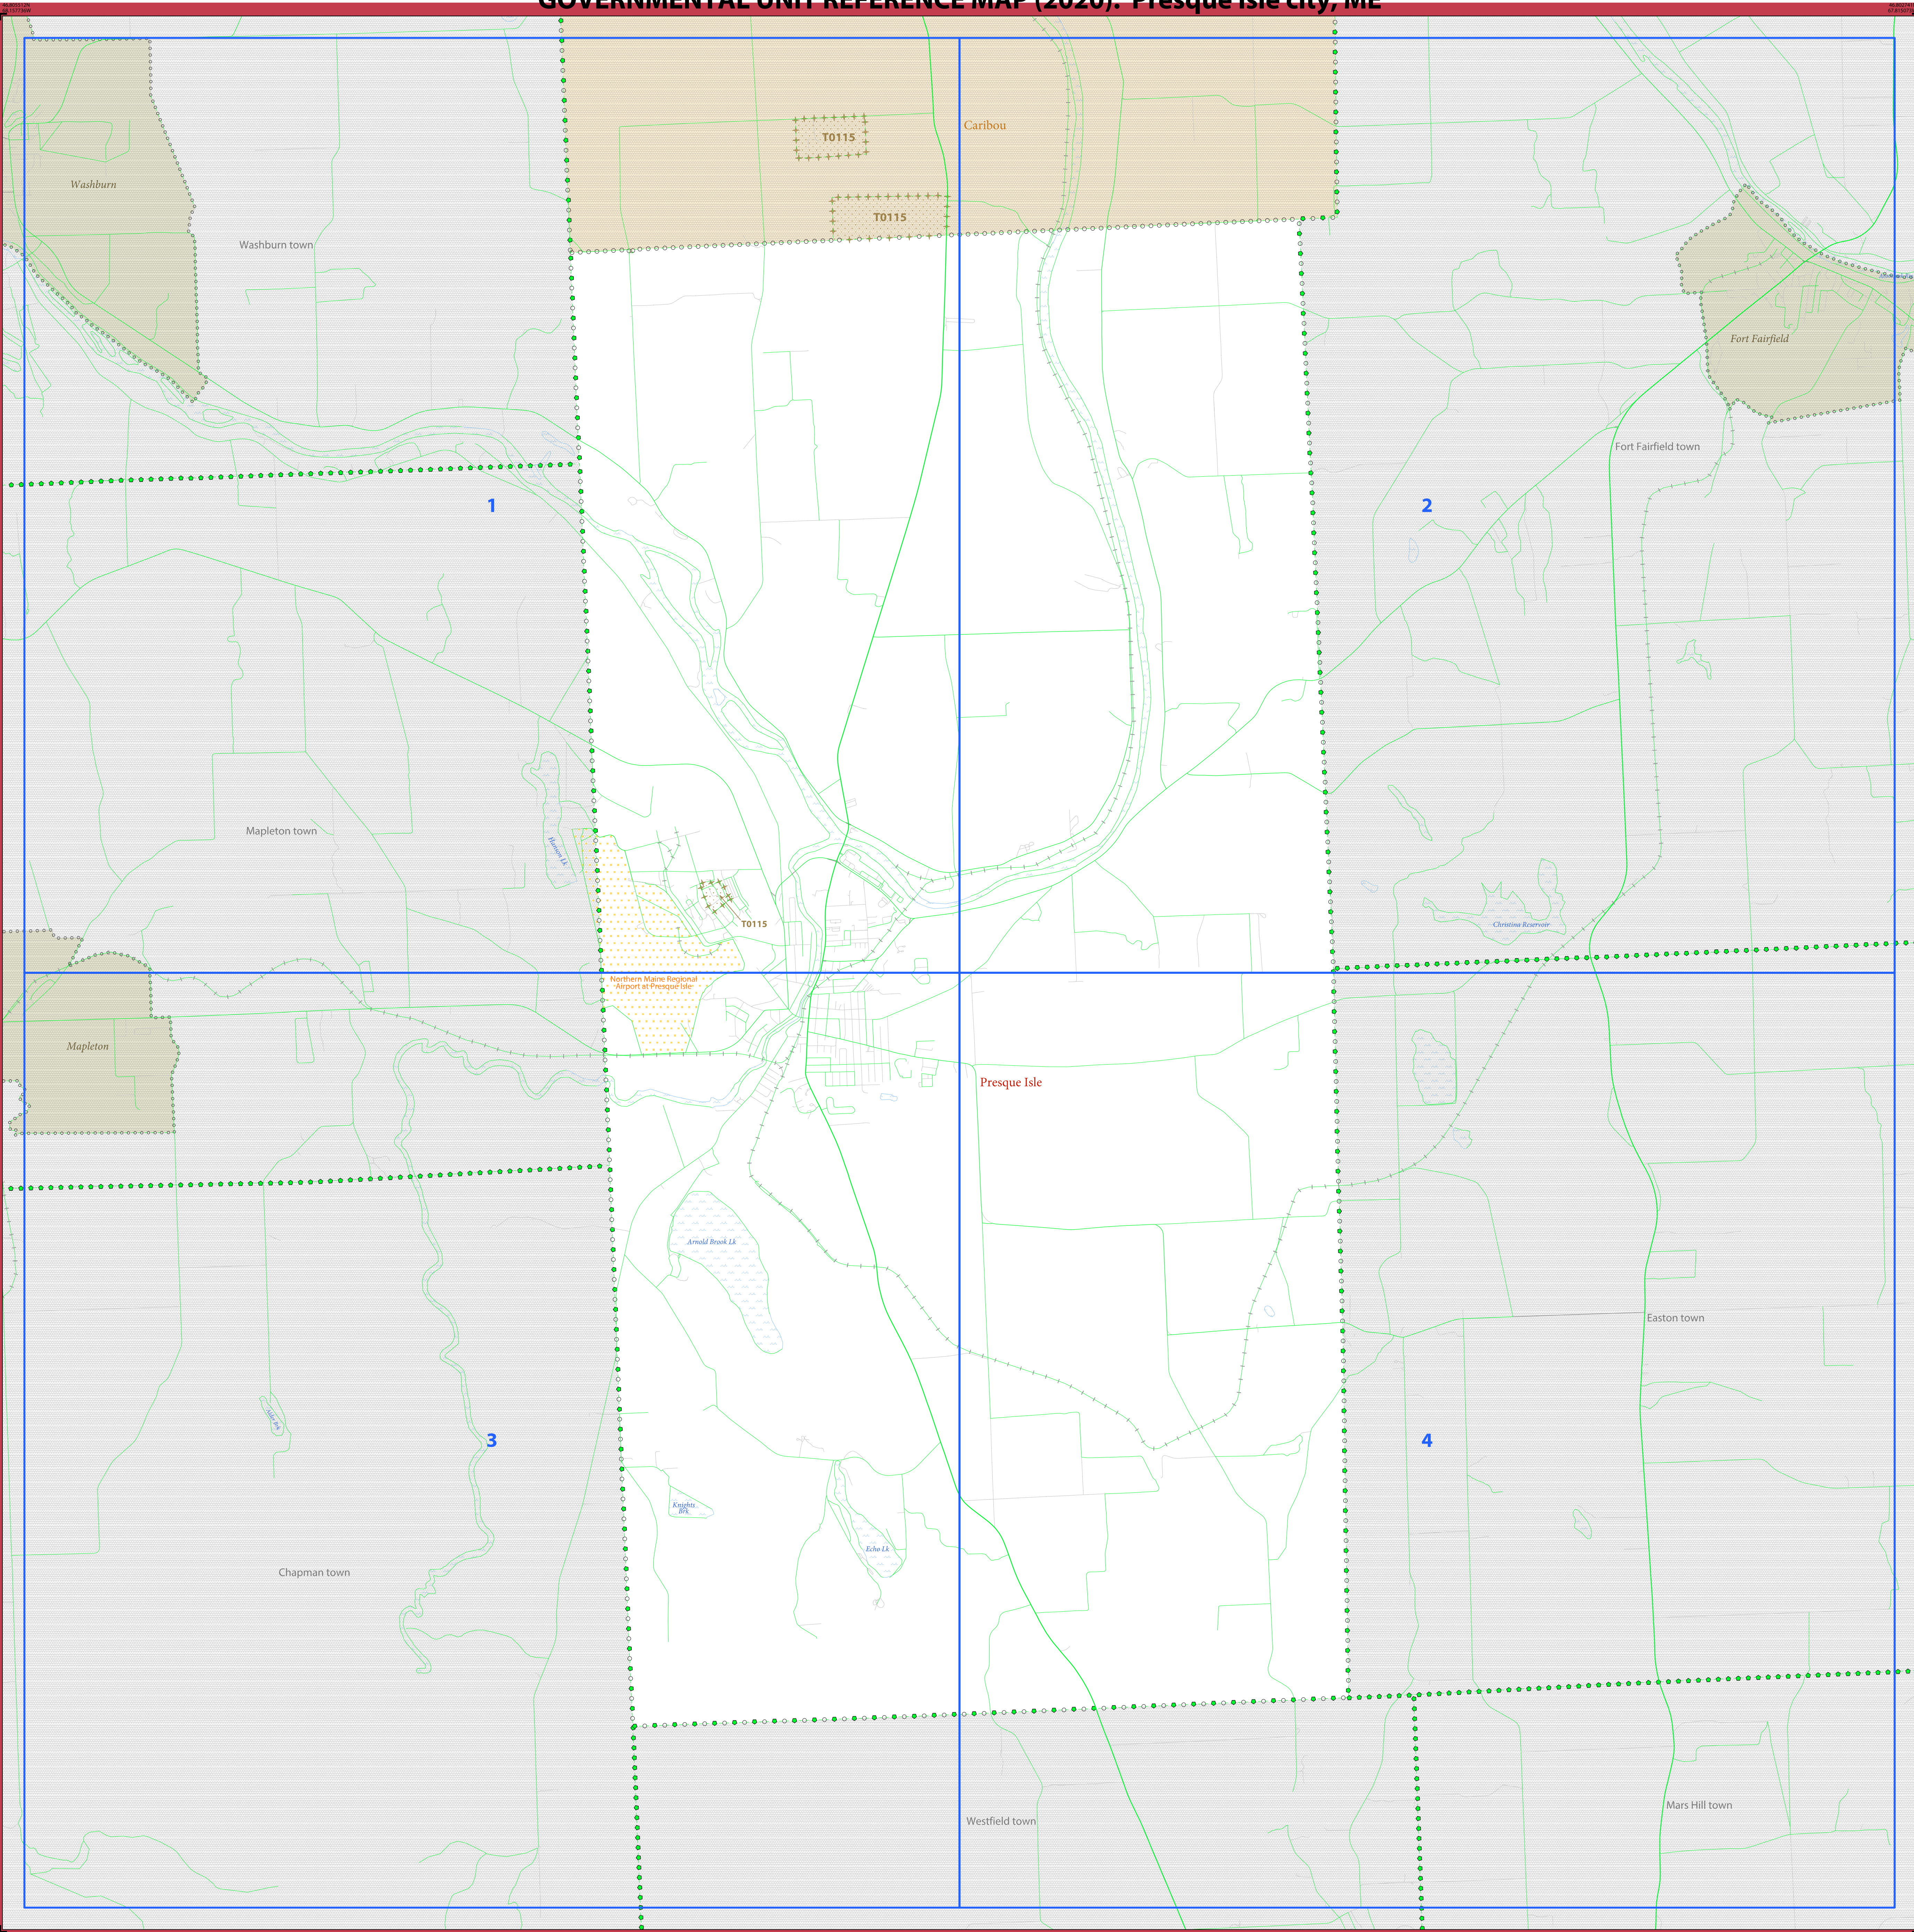 GOVERNMENTAL UNIT REFERENCE MAP (2020): Presque Isle city, ME
Caribou
T0115
Washburn
T0115
Washburn town
Fort Fairfield
Fort Fairfield town
1
2
Mapleton town
Hanson Lk
T0115
Christina Reservoir
Northern Maine Regional
Airport at Presque Isle
Mapleton
Presque Isle
Arnold Brook Lk
Easton town
3
4
Knights
Brk
Echo Lk
Chapman town
Mars Hill town
Westfield town